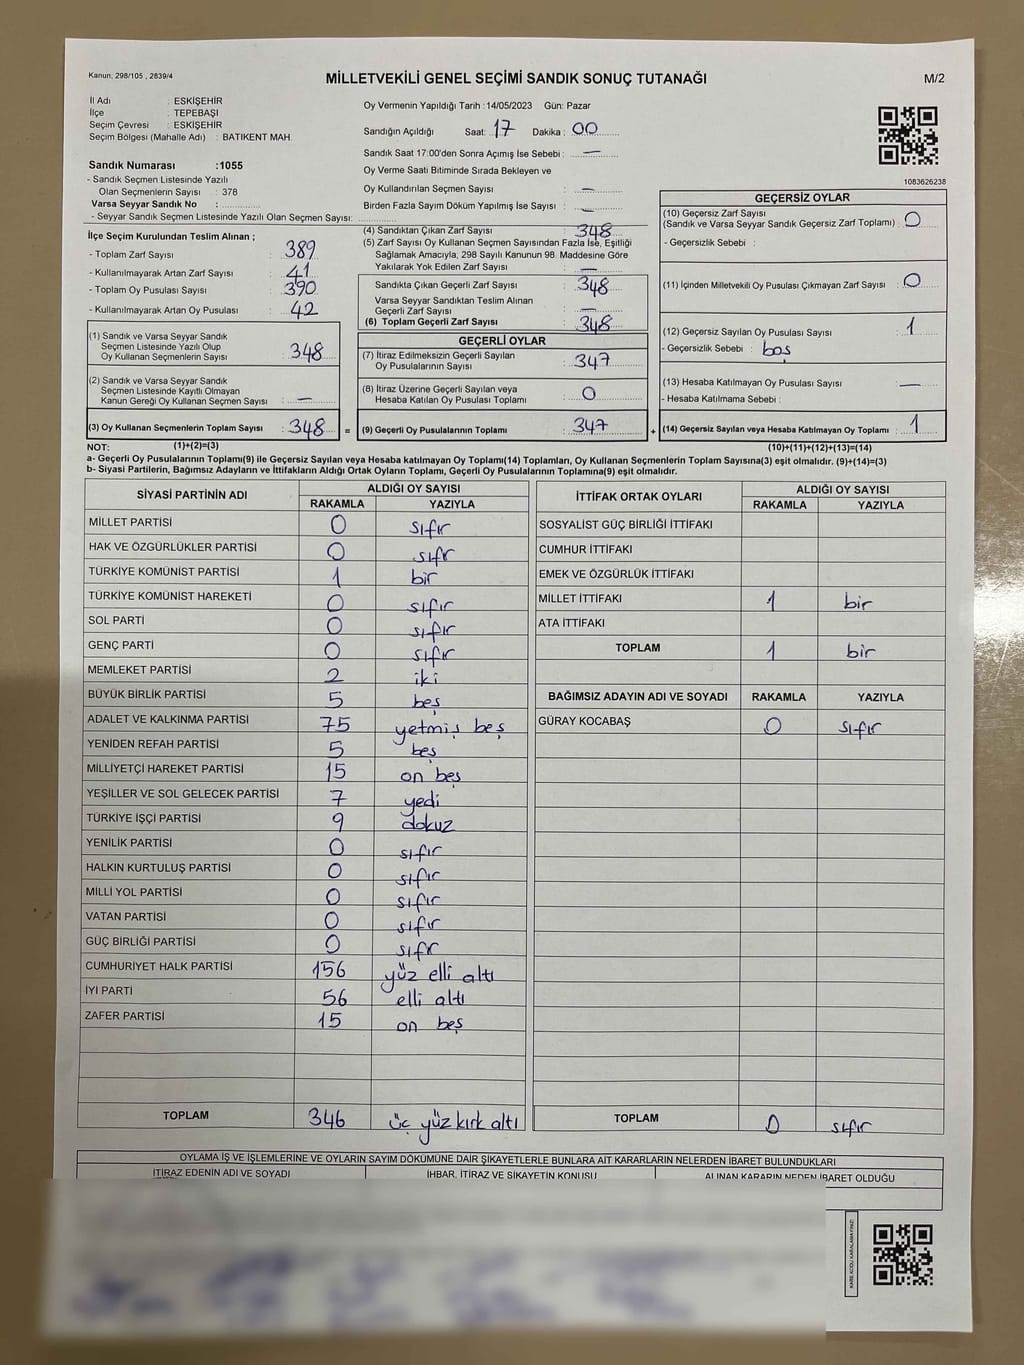 Kanun; 298/105 , 2839/4
MİLLETVEKİLİ GENEL SEÇİMİ SANDIK SONUÇ TUTANAĞI
M/2
İl Adı : ESKİŞEHİR
İlçe : TEPEBAŞI
Seçim Çevresi : ESKİŞEHİR
Seçim Bölgesi (Mahalle Adı) : BATIKENT MAH.
Sandık Numarası :1055
- Sandık Seçmen Listesinde Yazılı
Olan Seçmenlerin Sayısı : 378
Varsa Seyyar Sandık No :
- Seyyar Sandık Seçmen Listesinde Yazılı Olan Seçmen Sayısı:
Oy Vermenin Yapıldığı Tarih :14/05/2023 Gün: Pazar
Sandığın Açıldığı Saat: 17 Dakika : 00
Sandık Saat 17:00'den Sonra Açımış İse Sebebi : —
Oy Verme Saati Bitiminde Sırada Bekleyen ve
Oy Kullandırılan Seçmen Sayısı : —
Birden Fazla Sayım Döküm Yapılmış İse Sayısı : —
1083626238
İlçe Seçim Kurulundan Teslim Alınan ;
- Toplam Zarf Sayısı : 389
- Kullanılmayarak Artan Zarf Sayısı : 41
- Toplam Oy Pusulası Sayısı : 390
- Kullanılmayarak Artan Oy Pusulası : 42
(1) Sandık ve Varsa Seyyar Sandık
Seçmen Listesinde Yazılı Olup
Oy Kullanan Seçmenlerin Sayısı : 348
(2) Sandık ve Varsa Seyyar Sandık
Seçmen Listesinde Kayıtlı Olmayan
Kanun Gereği Oy Kullanan Seçmen Sayısı : —
(3) Oy Kullanan Seçmenlerin Toplam Sayısı : 348 =
(4) Sandıktan Çıkan Zarf Sayısı : 348
(5) Zarf Sayısı Oy Kullanan Seçmen Sayısından Fazla İse, Eşitliği
Sağlamak Amacıyla; 298 Sayılı Kanunun 98. Maddesine Göre
Yakılarak Yok Edilen Zarf Sayısı : —
Sandıkta Çıkan Geçerli Zarf Sayısı : 348
Varsa Seyyar Sandıktan Teslim Alınan
Geçerli Zarf Sayısı : —
(6) Toplam Geçerli Zarf Sayısı : 348
GEÇERLİ OYLAR
(7) İtiraz Edilmeksizin Geçerli Sayılan
Oy Pusulalarının Sayısı : 347
(8) İtiraz Üzerine Geçerli Sayılan veya
Hesaba Katılan Oy Pusulası Toplamı : 0
(9) Geçerli Oy Pusulalarının Toplamı : 347 +
GEÇERSİZ OYLAR
(10) Geçersiz Zarf Sayısı
(Sandık ve Varsa Seyyar Sandık Geçersiz Zarf Toplamı) : 0
- Geçersizlik Sebebi :
(11) İçinden Milletvekili Oy Pusulası Çıkmayan Zarf Sayısı : 0
(12) Geçersiz Sayılan Oy Pusulası Sayısı : 1
- Geçersizlik Sebebi : boş
(13) Hesaba Katılmayan Oy Pusulası Sayısı : —
- Hesaba Katılmama Sebebi :
(14) Geçersiz Sayılan veya Hesaba Katılmayan Oy Toplamı : 1
NOT: (1)+(2)=(3) (10)+(11)+(12)+(13)=(14)
a- Geçerli Oy Pusulalarının Toplamı(9) ile Geçersiz Sayılan veya Hesaba katılmayan Oy Toplamı(14) Toplamları, Oy Kullanan Seçmenlerin Toplam Sayısına(3) eşit olmalıdır. (9)+(14)=(3)
b- Siyasi Partilerin, Bağımsız Adayların ve İttifakların Aldığı Ortak Oyların Toplamı, Geçerli Oy Pusulalarının Toplamına(9) eşit olmalıdır.
SİYASİ PARTİNİN ADI ALDIĞI OY SAYISI
RAKAMLA YAZIYLA
MİLLET PARTİSİ 0 sıfır
HAK VE ÖZGÜRLÜKLER PARTİSİ 0 sıfr
TÜRKİYE KOMÜNİST PARTİSİ 1 bir
TÜRKİYE KOMÜNİST HAREKETİ 0 sıfır
SOL PARTİ 0 sıfır
GENÇ PARTİ 0 sıfır
MEMLEKET PARTİSİ 2 iki
BÜYÜK BİRLİK PARTİSİ 5 beş
ADALET VE KALKINMA PARTİSİ 75 yetmiş beş
YENİDEN REFAH PARTİSİ 5 beş
MİLLİYETÇİ HAREKET PARTİSİ 15 on beş
YEŞİLLER VE SOL GELECEK PARTİSİ 7 yedi
TÜRKİYE İŞÇİ PARTİSİ 9 dokuz
YENİLİK PARTİSİ 0 sıfır
HALKIN KURTULUŞ PARTİSİ 0 sıfır
MİLLİ YOL PARTİSİ 0 sıfır
VATAN PARTİSİ 0 sıfır
GÜÇ BİRLİĞİ PARTİSİ 0 sıfr
CUMHURİYET HALK PARTİSİ 156 yüz elli altı
İYİ PARTİ 56 elli altı
ZAFER PARTİSİ 15 on beş
TOPLAM 346 üç yüz kırk altı
İTTİFAK ORTAK OYLARI ALDIĞI OY SAYISI
RAKAMLA YAZIYLA
SOSYALİST GÜÇ BİRLİĞİ İTTİFAKI
CUMHUR İTTİFAKI
EMEK VE ÖZGÜRLÜK İTTİFAKI
MİLLET İTTİFAKI 1 bir
ATA İTTİFAKI
TOPLAM 1 bir
BAĞIMSIZ ADAYIN ADI VE SOYADI RAKAMLA YAZIYLA
GÜRAY KOCABAŞ 0 sıfır
TOPLAM 0 sıfır
OYLAMA İŞ VE İŞLEMLERİNE VE OYLARIN SAYIM DÖKÜMÜNE DAİR ŞİKAYETLERLE BUNLARA AİT KARARLARIN NELERDEN İBARET BULUNDUKLARI
İTİRAZ EDENİN ADI VE SOYADI İHBAR, İTİRAZ VE ŞİKAYETİN KONUSU ALINAN KARARIN NEDEN İBARET OLDUĞU
KARE KODU KARALAMAYINIZ!